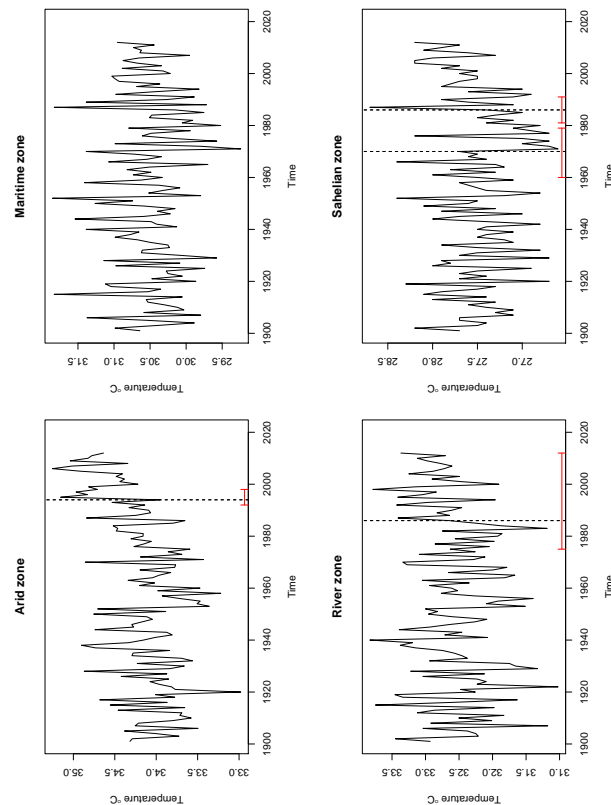 Arid zone
35.0
34.5
34.0
33.5
33.0
Temperature °C
1900 1920 1940 1960 1980 2000 2020
Time
Maritime zone
31.5
31.0
30.5
30.0
29.5
Temperature °C
1900 1920 1940 1960 1980 2000 2020
Time
River zone
33.5
33.0
32.5
32.0
31.5
31.0
Temperature °C
1900 1920 1940 1960 1980 2000 2020
Time
Sahelian zone
28.5
28.0
27.5
27.0
Temperature °C
1900 1920 1940 1960 1980 2000 2020
Time